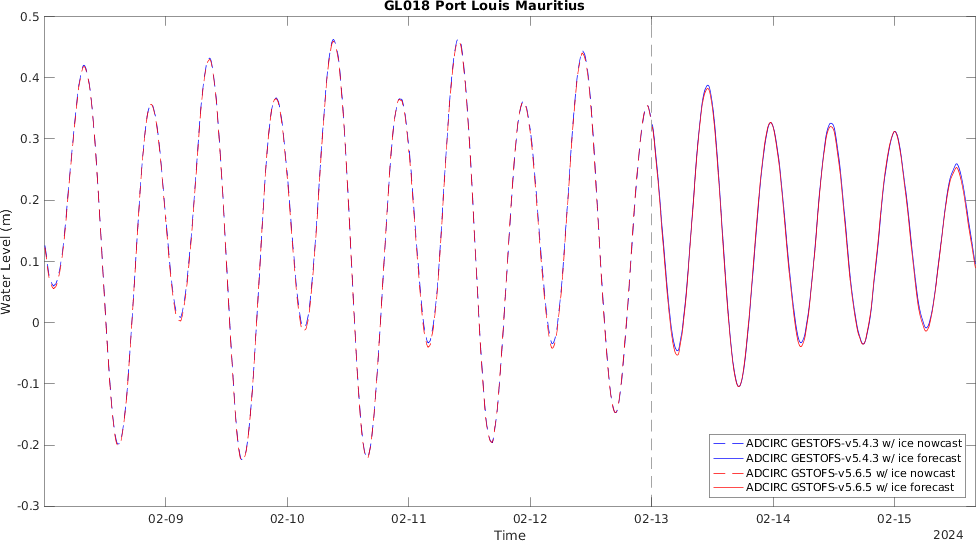 GL018 Port Louis Mauritius
0.5
0.4
0.3
0.2
0.1
0
-0.1
-0.2
-0.3
Water Level (m)
ADCIRC GESTOFS-v5.4.3 w/ ice nowcast
ADCIRC GESTOFS-v5.4.3 w/ ice forecast
ADCIRC GSTOFS-v5.6.5 w/ ice nowcast
ADCIRC GSTOFS-v5.6.5 w/ ice forecast
02-09 02-10 02-11 02-12 02-13 02-14 02-15
Time
2024